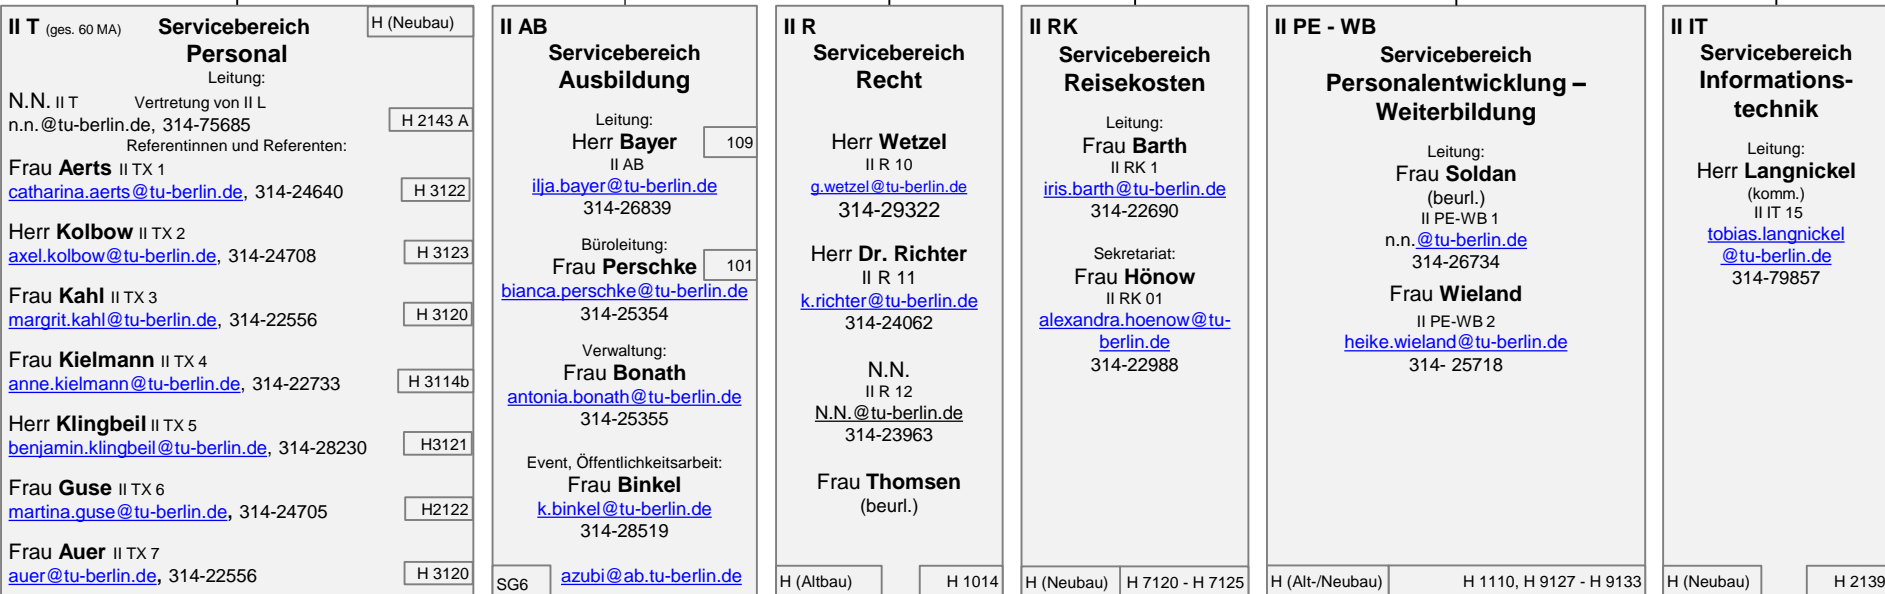 II T (ges. 60 MA) Servicebereich H (Neubau)
Personal
Leitung:
N.N. II T Vertretung von II L
n.n.@tu-berlin.de, 314-75685 H 2143 A
Referentinnen und Referenten:
Frau Aerts II TX 1
catharina.aerts@tu-berlin.de, 314-24640 H 3122
Herr Kolbow II TX 2
axel.kolbow@tu-berlin.de, 314-24708 H 3123
Frau Kahl II TX 3
margrit.kahl@tu-berlin.de, 314-22556 H 3120
Frau Kielmann II TX 4
anne.kielmann@tu-berlin.de, 314-22733 H 3114b
Herr Klingbeil II TX 5
benjamin.klingbeil@tu-berlin.de, 314-28230 H3121
Frau Guse II TX 6
martina.guse@tu-berlin.de, 314-24705 H2122
Frau Auer II TX 7
auer@tu-berlin.de, 314-22556 H 3120
II AB
Servicebereich
Ausbildung
Leitung:
Herr Bayer 109
II AB
ilja.bayer@tu-berlin.de
314-26839
Büroleitung:
Frau Perschke 101
bianca.perschke@tu-berlin.de
314-25354
Verwaltung:
Frau Bonath
antonia.bonath@tu-berlin.de
314-25355
Event, Öffentlichkeitsarbeit:
Frau Binkel
k.binkel@tu-berlin.de
314-28519
SG6 azubi@ab.tu-berlin.de
II R
Servicebereich
Recht
Herr Wetzel
II R 10
g.wetzel@tu-berlin.de
314-29322
Herr Dr. Richter
II R 11
k.richter@tu-berlin.de
314-24062
N.N.
II R 12
N.N.@tu-berlin.de
314-23963
Frau Thomsen
(beurl.)
H (Altbau) H 1014
II RK
Servicebereich
Reisekosten
Leitung:
Frau Barth
II RK 1
iris.barth@tu-berlin.de
314-22690
Sekretariat:
Frau Hönow
II RK 01
alexandra.hoenow@tu-
berlin.de
314-22988
H (Neubau) H 7120 - H 7125
II PE - WB
Servicebereich
Personalentwicklung –
Weiterbildung
Leitung:
Frau Soldan
(beurl.)
II PE-WB 1
n.n.@tu-berlin.de
314-26734
Frau Wieland
II PE-WB 2
heike.wieland@tu-berlin.de
314- 25718
H (Alt-/Neubau) H 1110, H 9127 - H 9133
II IT
Servicebereich
Informations-
technik
Leitung:
Herr Langnickel
(komm.)
II IT 15
tobias.langnickel
@tu-berlin.de
314-79857
H (Neubau) H 2139